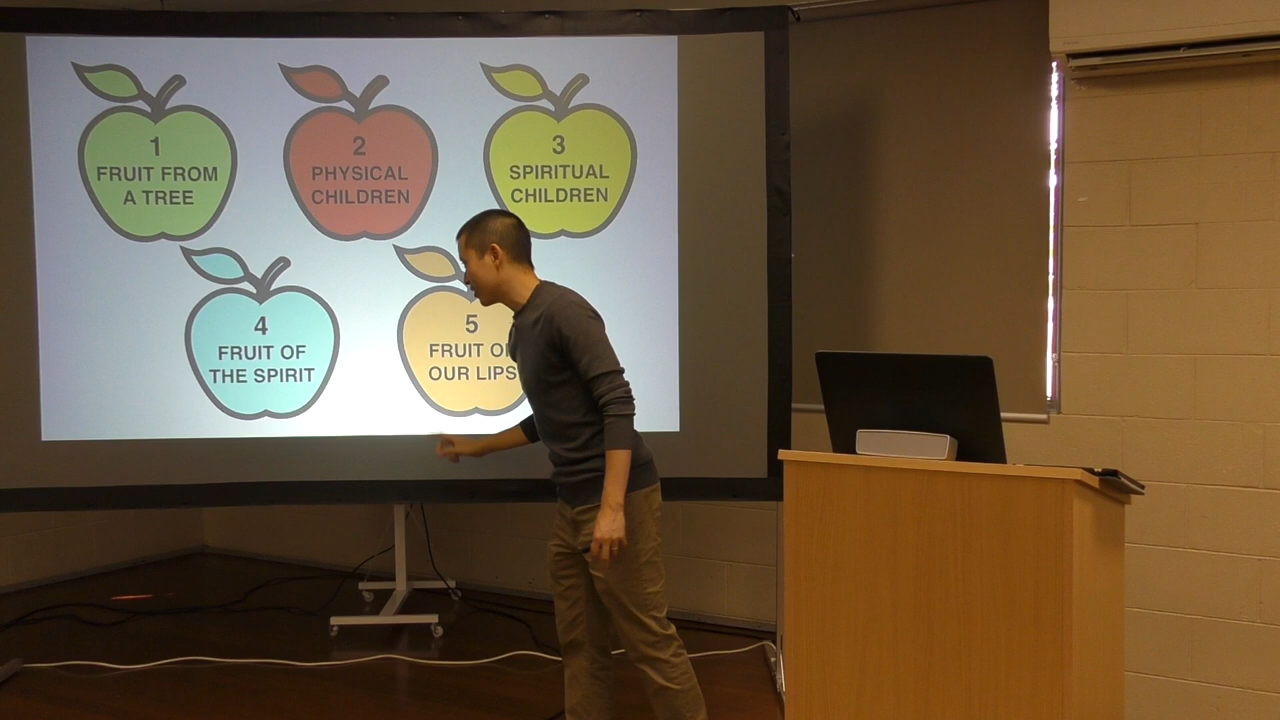 1
FRUIT FROM
A TREE
2
PHYSICAL
CHILDREN
3
SPIRITUAL
CHILDREN
4
FRUIT OF
THE SPIRIT
5
FRUIT O
OUR LIPS